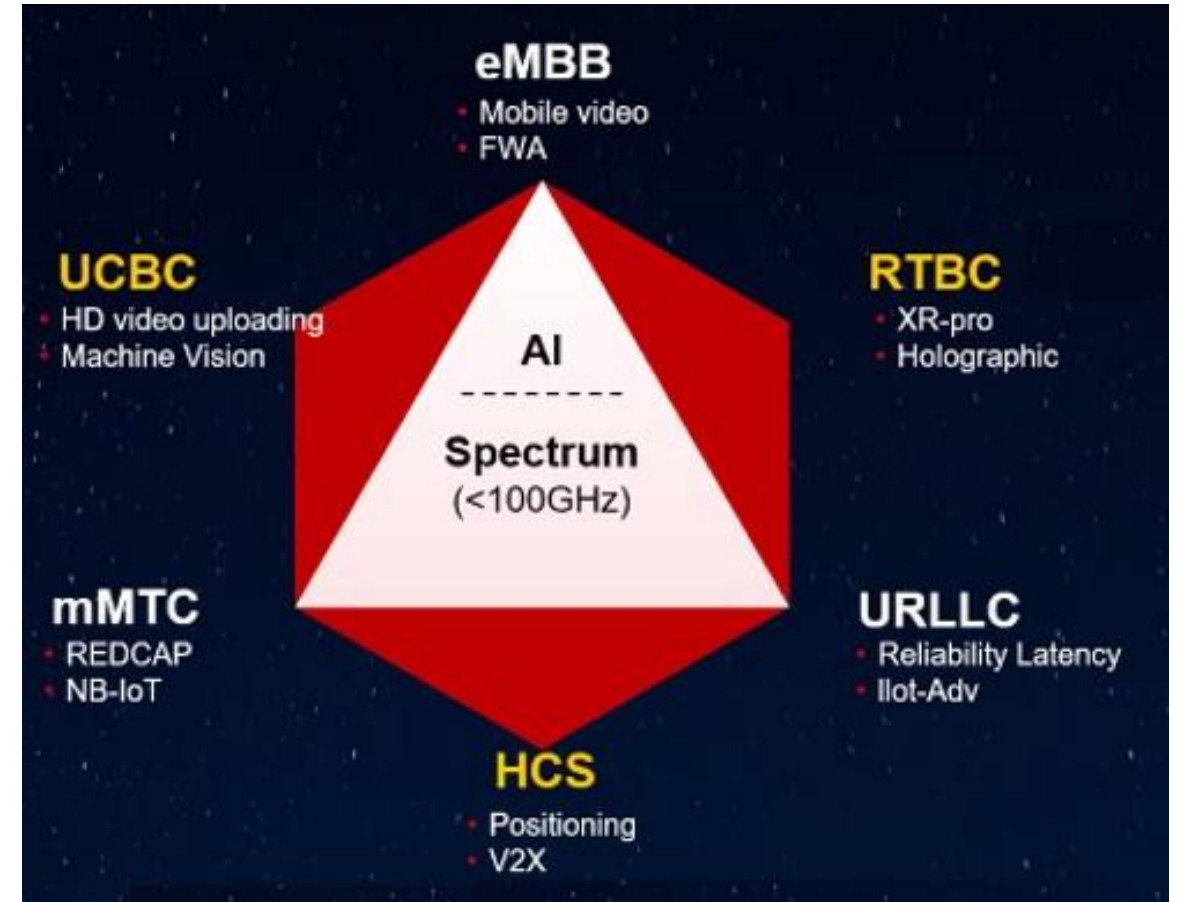 eMBB
Mobile video
FWA
UCBC
HD video uploading
Machine Vision
RTBC
XR-pro
Holographic
AI
Spectrum
(<100GHz)
mMTC
REDCAP
NB-IoT
URLLC
Reliability Latency
IIot-Adv
HCS
Positioning
V2X